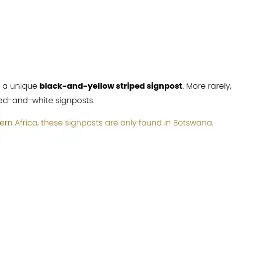 a unique black-and-yellow striped signpost. More rarely,
ed-and-white signposts.
ern Africa, these signposts are only found in Botswana.